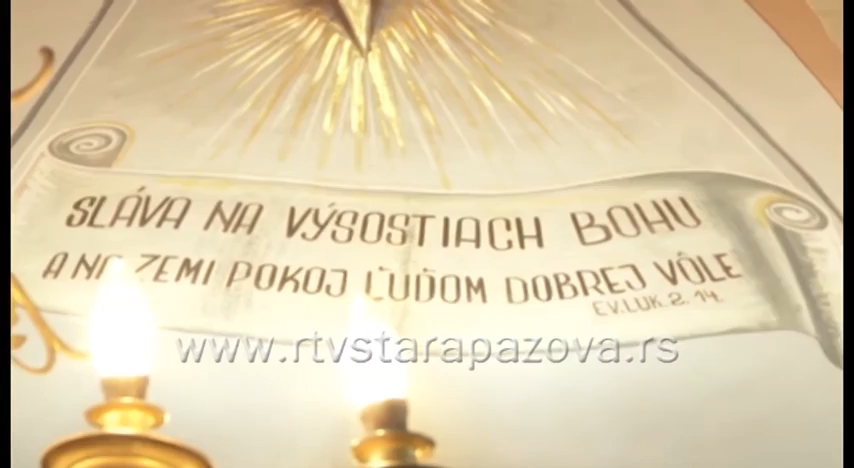 SLÁVA NA VÝSOSTIACH BOHU
A NA ZEMI POKOJ ĽUĎOM DOBREJ VÔLE
EV. LUK. 2. 14.
www.rtvstarapazova.rs